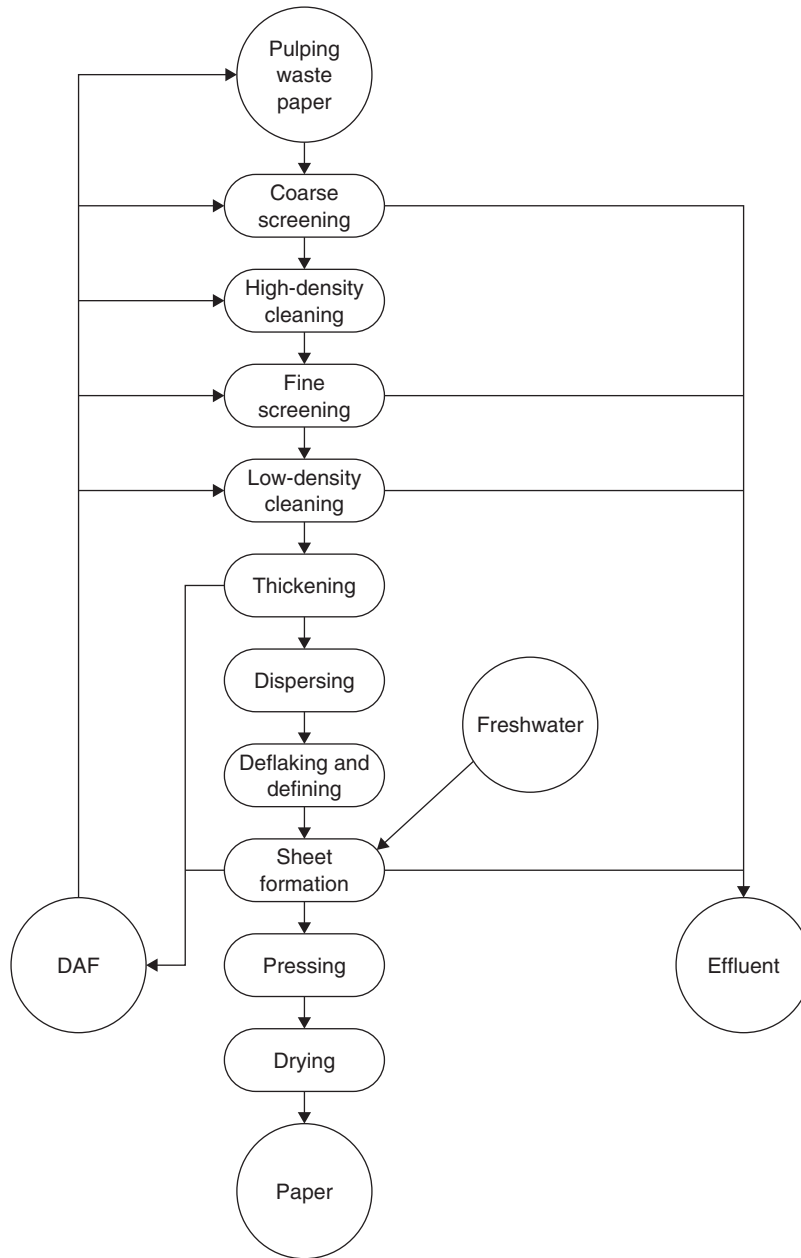 Pulping
waste
paper
Coarse
screening
High-density
cleaning
Fine
screening
Low-density
cleaning
Thickening
Dispersing
Freshwater
Deflaking and
defining
Sheet
formation
DAF
Pressing
Effluent
Drying
Paper